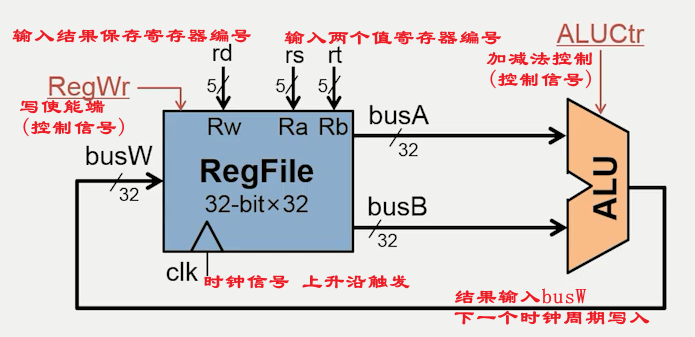 输入结果保存寄存器编号
输入两个值寄存器编号
ALUCtr
rd
rs
rt
加减法控制
(控制信号)
RegWr
5
5
5
写使能端
(控制信号)
Rw
Ra
Rb
busA
32
busW
32
RegFile
32-bit×32
ALU
busB
32
clk
时钟信号 上升沿触发
结果输入busW
下一个时钟周期写入